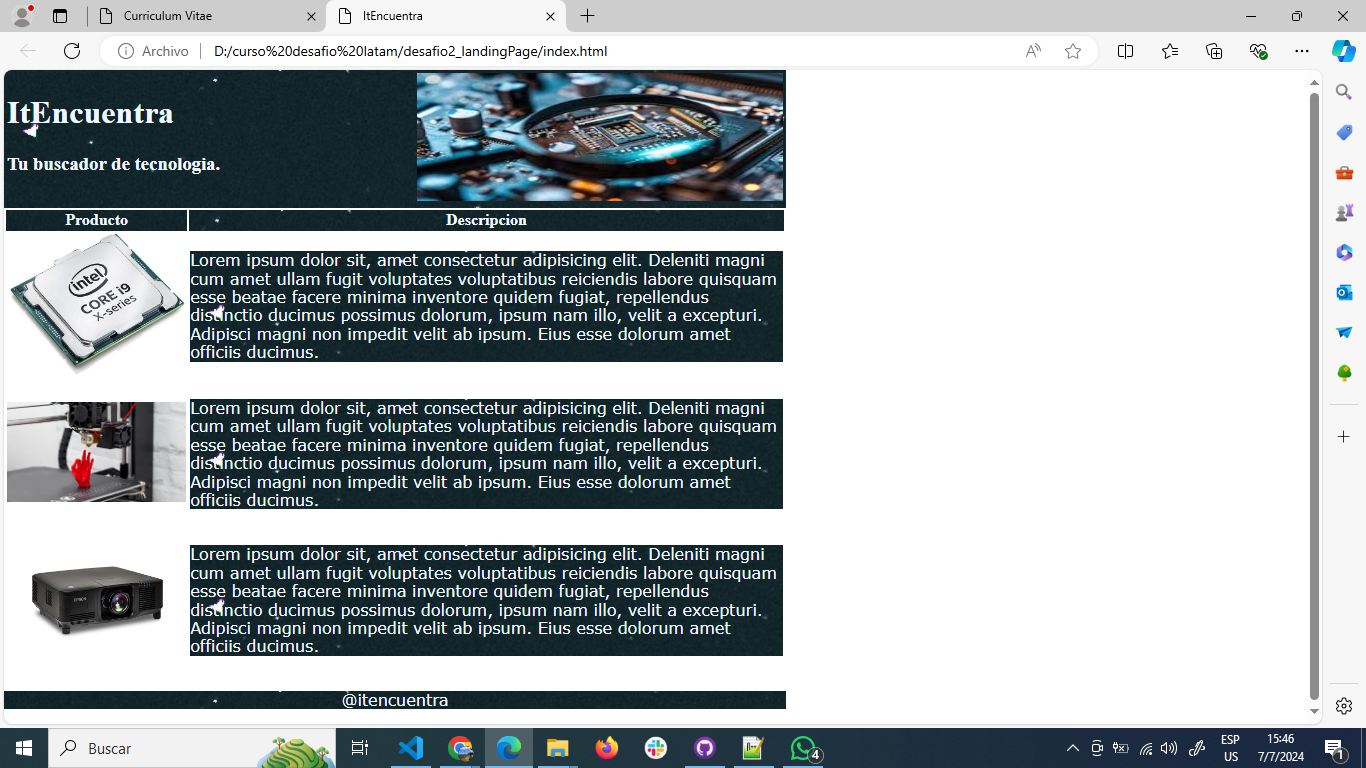 Curriculum Vitae
ItEncuentra
Archivo
D:/curso%20desafio%20latam/desafio2_landingPage/index.html
ItEncuentra
Tu buscador de tecnologia.
Producto
Descripcion
intel
CORE i9
X-series
Lorem ipsum dolor sit, amet consectetur adipisicing elit. Deleniti magni
cum amet ullam fugit voluptates voluptatibus reiciendis labore quisquam
esse beatae facere minima inventore quidem fugiat, repellendus
distinctio ducimus possimus dolorum, ipsum nam illo, velit a excepturi.
Adipisci magni non impedit velit ab ipsum. Eius esse dolorum amet
officiis ducimus.
Lorem ipsum dolor sit, amet consectetur adipisicing elit. Deleniti magni
cum amet ullam fugit voluptates voluptatibus reiciendis labore quisquam
esse beatae facere minima inventore quidem fugiat, repellendus
distinctio ducimus possimus dolorum, ipsum nam illo, velit a excepturi.
Adipisci magni non impedit velit ab ipsum. Eius esse dolorum amet
officiis ducimus.
EPSON
Lorem ipsum dolor sit, amet consectetur adipisicing elit. Deleniti magni
cum amet ullam fugit voluptates voluptatibus reiciendis labore quisquam
esse beatae facere minima inventore quidem fugiat, repellendus
distinctio ducimus possimus dolorum, ipsum nam illo, velit a excepturi.
Adipisci magni non impedit velit ab ipsum. Eius esse dolorum amet
officiis ducimus.
@itencuentra
Buscar
4
ESP
US
15:46
7/7/2024
1